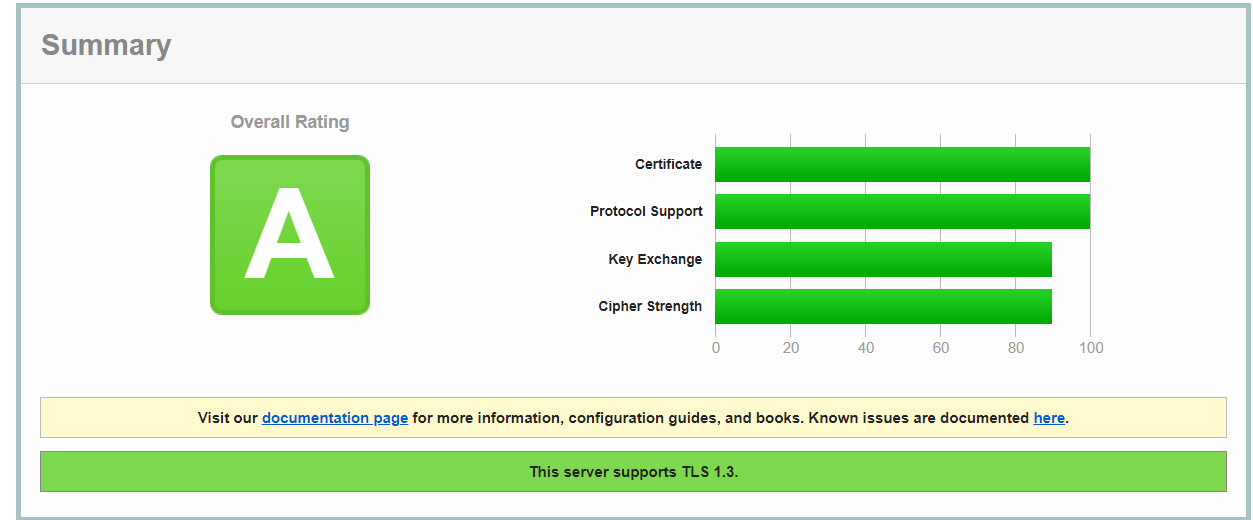 Summary
Overall Rating
A
Certificate
Protocol Support
Key Exchange
Cipher Strength
0 20 40 60 80 100
Visit our documentation page for more information, configuration guides, and books. Known issues are documented here.
This server supports TLS 1.3.